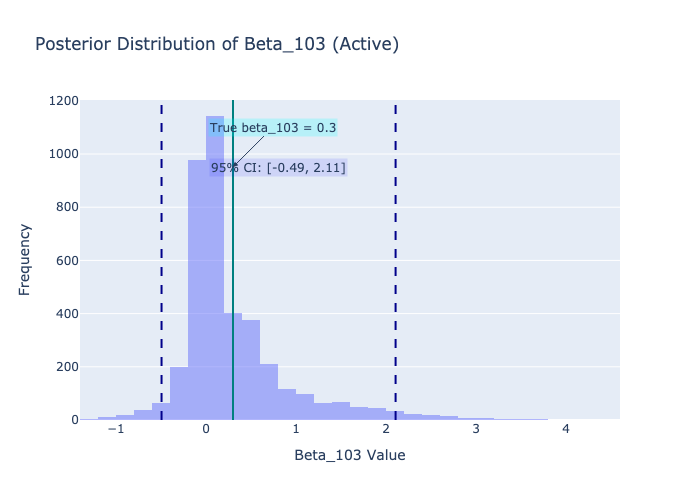 Posterior Distribution of Beta_103 (Active)
1200
1000
800
600
400
200
0
Frequency
True beta_103 = 0.3
95% CI: [-0.49, 2.11]
−1
0
1
2
3
4
Beta_103 Value